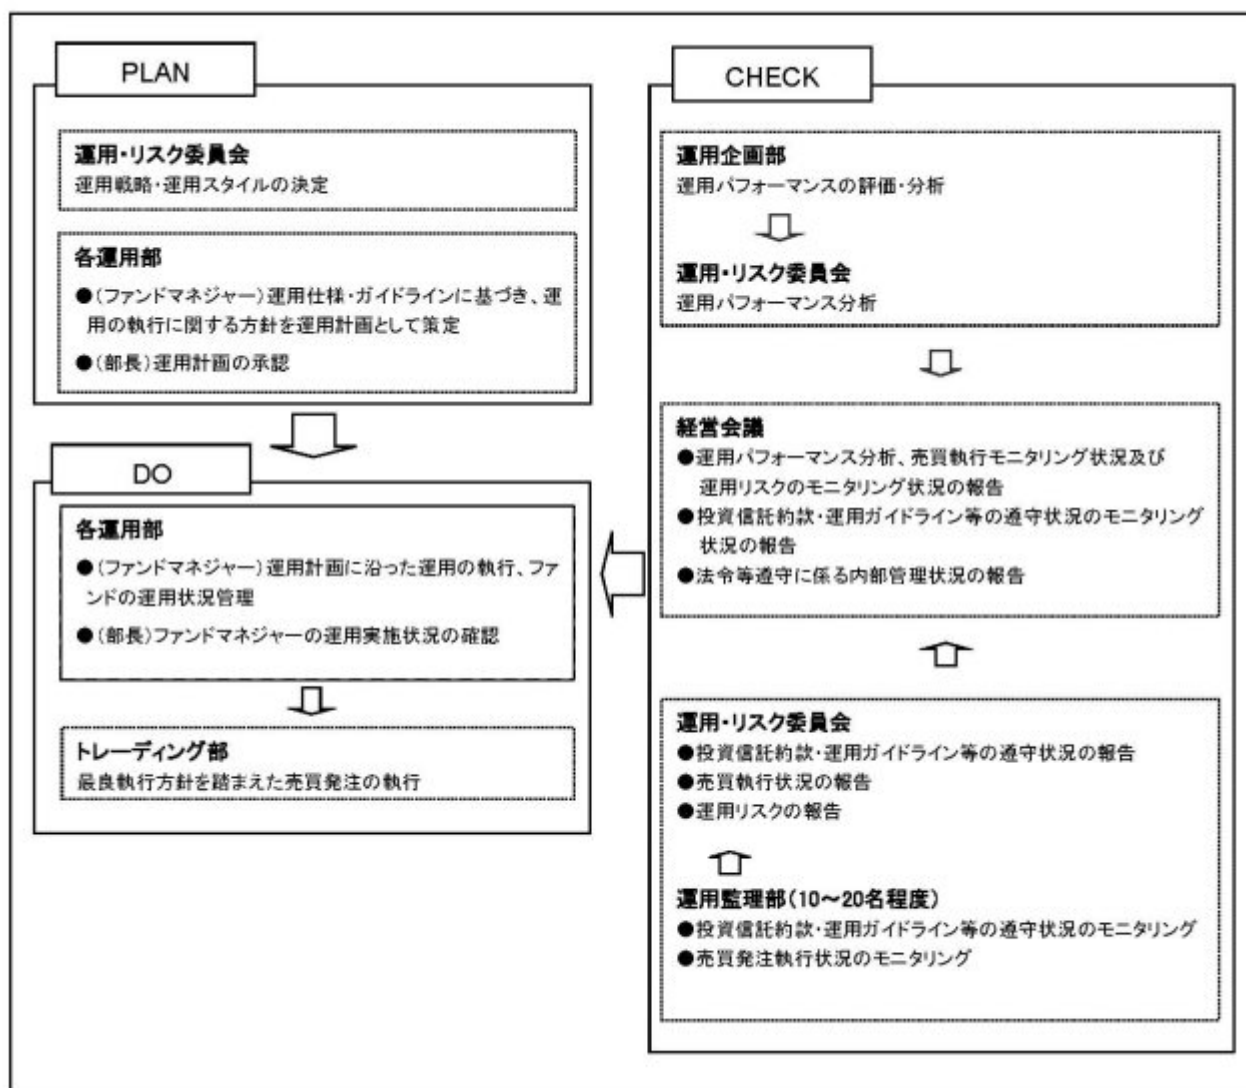 PLAN
運用・リスク委員会
運用戦略・運用スタイルの決定
各運用部
●(ファンドマネジャー)運用仕様・ガイドラインに基づき、運
用の執行に関する方針を運用計画として策定
●(部長)運用計画の承認
DO
各運用部
●(ファンドマネジャー)運用計画に沿った運用の執行、ファ
ンドの運用状況管理
●(部長)ファンドマネジャーの運用実施状況の確認
トレーディング部
最良執行方針を踏まえた売買発注の執行
CHECK
運用企画部
運用パフォーマンスの評価・分析
運用・リスク委員会
運用パフォーマンス分析
経営会議
●運用パフォーマンス分析、売買執行モニタリング状況及び
運用リスクのモニタリング状況の報告
●投資信託約款・運用ガイドライン等の遵守状況のモニタリング
状況の報告
●法令等遵守に係る内部管理状況の報告
運用・リスク委員会
●投資信託約款・運用ガイドライン等の遵守状況の報告
●売買執行状況の報告
●運用リスクの報告
運用監理部(10～20名程度)
●投資信託約款・運用ガイドライン等の遵守状況のモニタリング
●売買発注執行状況のモニタリング